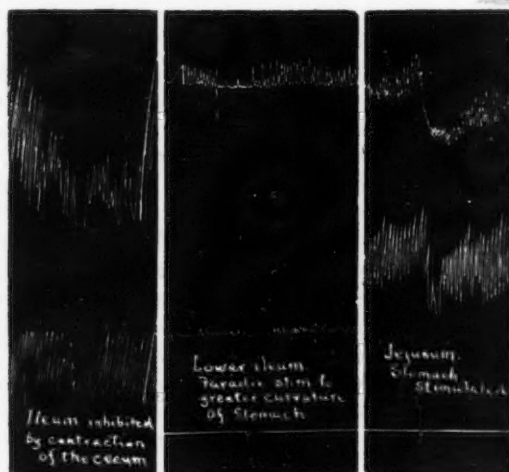 Ileum inhibited
by contraction
of the cecum
Lower ileum.
Faradic stim to
greater curvature
of Stomach
Jejunum.
Stomach
Stimulated